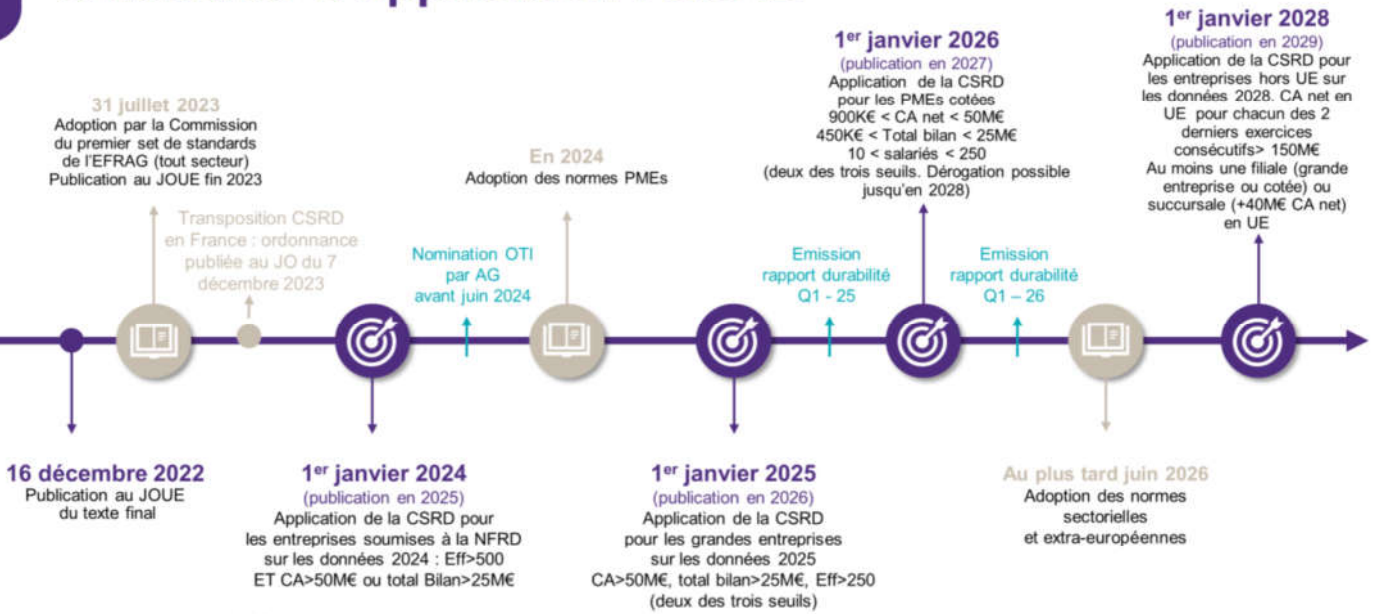 1er janvier 2028
(publication en 2029)
Application de la CSRD pour
les entreprises hors UE sur
les données 2028. CA net en
UE pour chacun des 2
derniers exercices
consécutifs> 150M€
Au moins une filiale (grande
entreprise ou cotée) ou
succursale (+40M€ CA net)
en UE
1er janvier 2026
(publication en 2027)
Application de la CSRD
pour les PMEs cotées
900K€ < CA net < 50M€
450K€ < Total bilan < 25M€
10 < salariés < 250
(deux des trois seuils. Dérogation possible
jusqu'en 2028)
31 juillet 2023
Adoption par la Commission
du premier set de standards
de l'EFRAG (tout secteur)
Publication au JOUE fin 2023
En 2024
Adoption des normes PMEs
Transposition CSRD
en France : ordonnance
publiée au JO du 7
décembre 2023
Nomination OTI
par AG
avant juin 2024
Emission
rapport durabilité
Q1 - 25
Emission
rapport durabilité
Q1 – 26
16 décembre 2022
Publication au JOUE
du texte final
1er janvier 2024
(publication en 2025)
Application de la CSRD pour
les entreprises soumises à la NFRD
sur les données 2024 : Eff>500
ET CA>50M€ ou total Bilan>25M€
1er janvier 2025
(publication en 2026)
Application de la CSRD
pour les grandes entreprises
sur les données 2025
CA>50M€, total bilan>25M€, Eff>250
(deux des trois seuils)
Au plus tard juin 2026
Adoption des normes
sectorielles
et extra-européennes